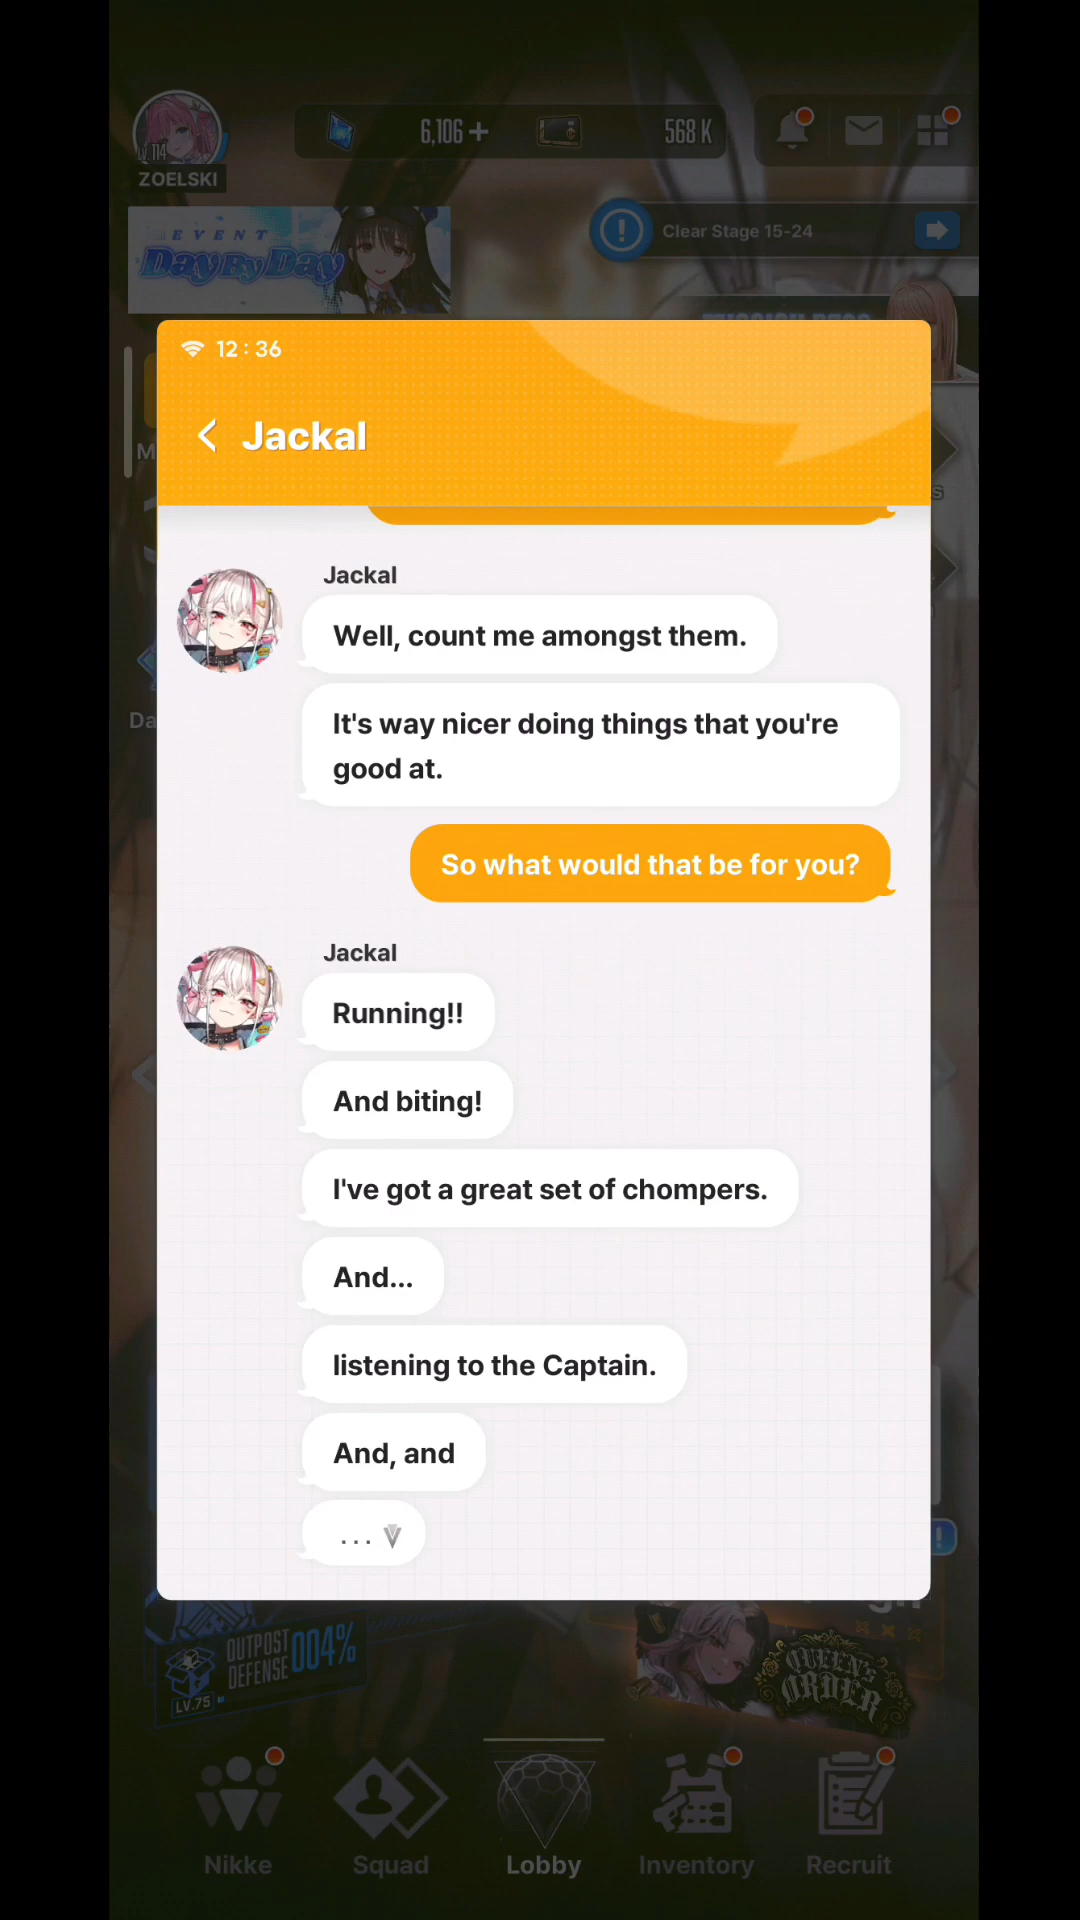 LV.114
ZOELSKI
6,106 +
568 K
EVENT
Day By Day
Clear Stage 15-24
12 : 36
Jackal
Jackal
Well, count me amongst them.
It's way nicer doing things that you're
good at.
So what would that be for you?
Jackal
Running!!
And biting!
I've got a great set of chompers.
And...
listening to the Captain.
And, and
...
OUTPOST
DEFENSE
004%
LV.75
QUEEN'S
ORDER
Nikke
Squad
Lobby
Inventory
Recruit